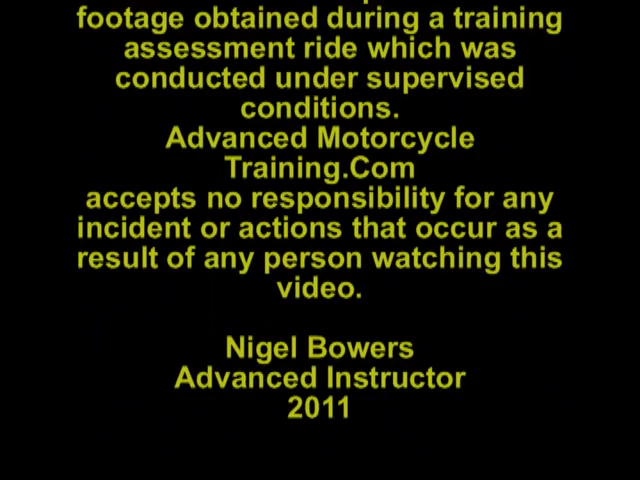 footage obtained during a training
assessment ride which was
conducted under supervised
conditions.
Advanced Motorcycle
Training.Com
accepts no responsibility for any
incident or actions that occur as a
result of any person watching this
video.
Nigel Bowers
Advanced Instructor
2011